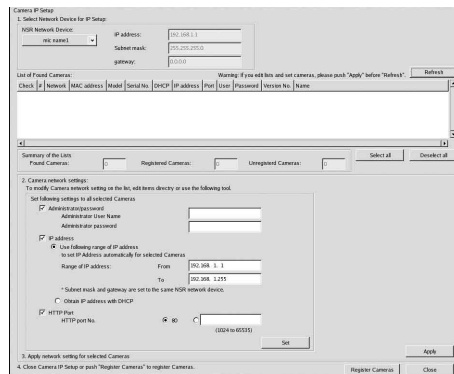 Camera IP Setup
1. Select Network Device for IP Setup:
NSR Network Device:
mic name1
IP address: 192.168.1.1
Subnet mask: 255.255.255.0
gateway: 0.0.0.0
List of Found Cameras:
Warning: If you edit lists and set cameras, please push "Apply" before "Refresh".
Refresh
Check # Network MAC address Model Serial No. DHCP IP address Port User Password Version No. Name
Summary of the Lists
Found Cameras: 0 Registered Cameras: 0 Unregisterd Cameras: 0
Select all Deselect all
2. Camera network settings:
To modify Camera network setting on the list, edit items directry or use the following tool.
Set following settings to all selected Cameras
Administrator/password
Administrator User Name
Administrator password
IP address
Use following range of IP address
to set IP Address automatically for selected Cameras
Range of IP address: From 192.168. 1. 1
To 192.168. 1.255
* Subnet mask and gateway are set to the same NSR network device.
Obtain IP address with DHCP
HTTP Port
HTTP port No. 80
(1024 to 65535)
Set
3. Apply network setting for selected Cameras
Apply
4. Close Camera IP Setup or push "Register Cameras" to register Cameras.
Register Cameras Close